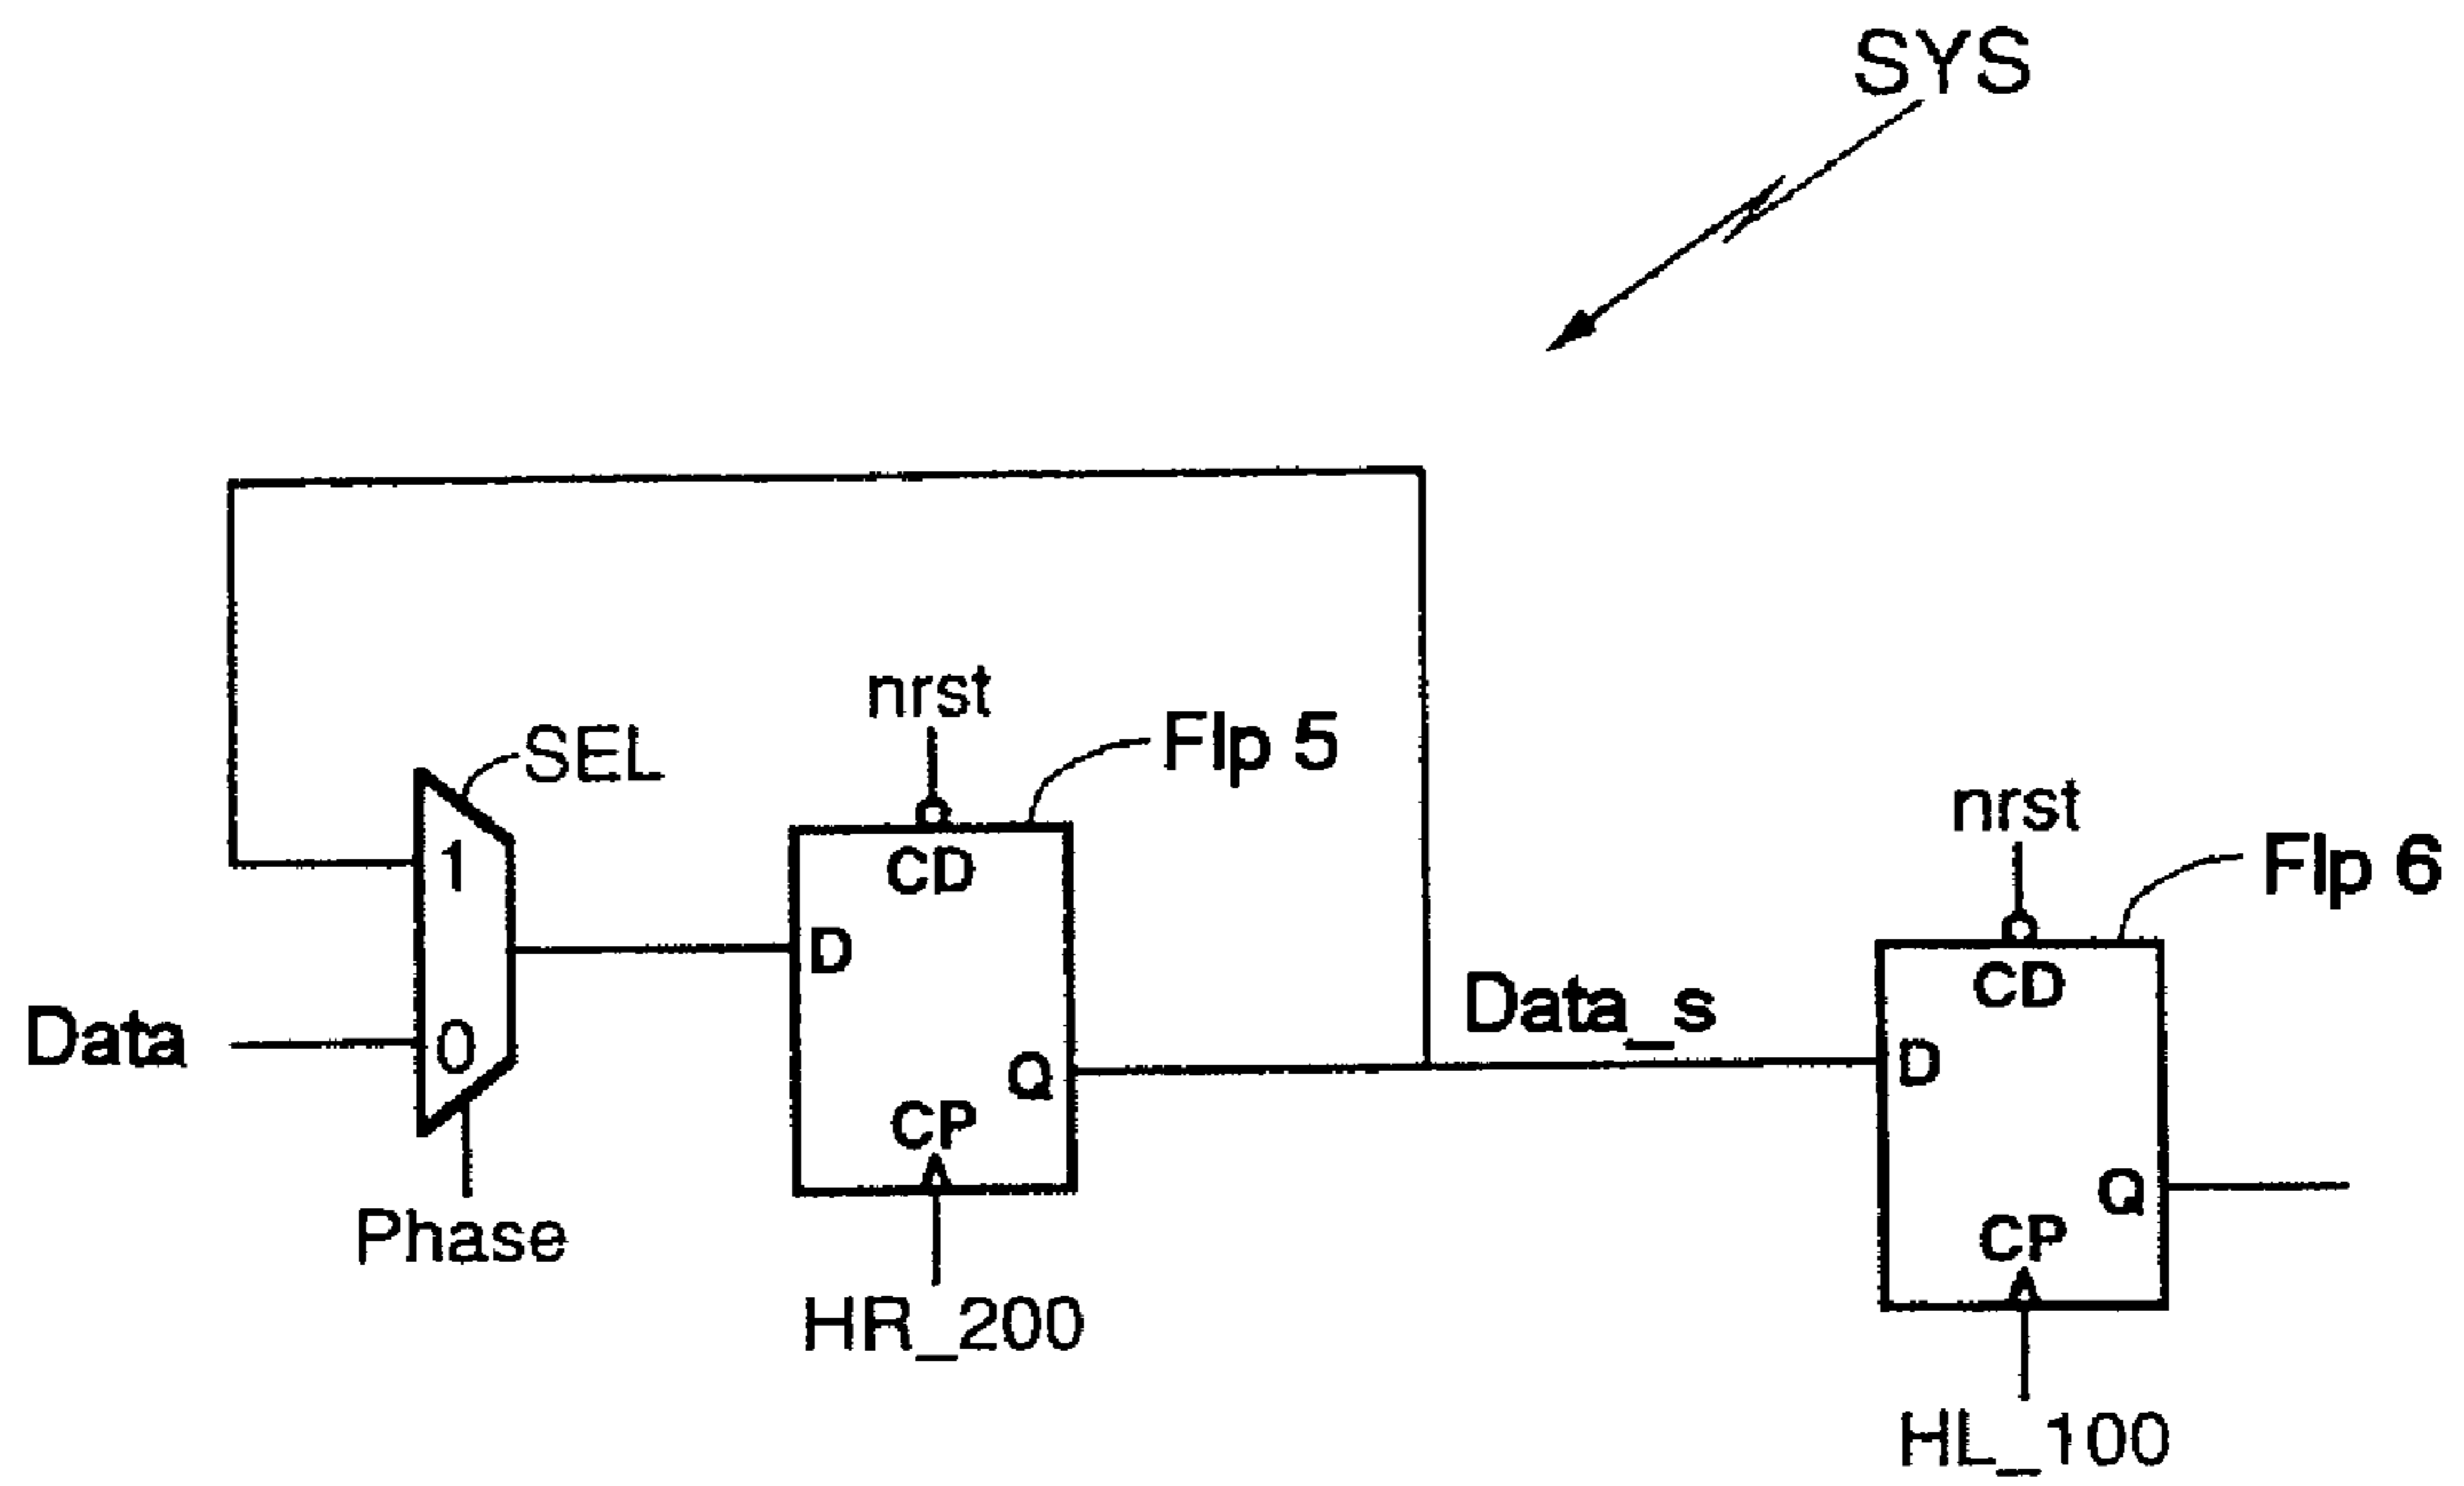 SYS
nrst
Flp 5
SEL
nrst
Flp 6
1
CD
D
CD
Data_s
Data
0
D
Q
CP
Q
CP
Phase
HR_200
HL_100